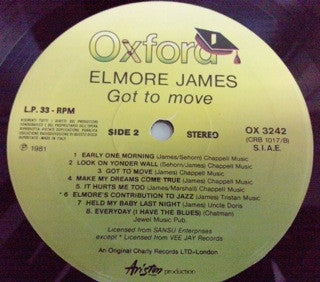 Oxford
ELMORE JAMES
Got to move
L.P. 33 - RPM
SIDE 2
STEREO
OX 3242
(CRB 1017/B)
S.I.A.E.
℗ 1981
1 EARLY ONE MORNING (James/Sehorn) Chappell Music
2 LOOK ON YONDER WALL (Sehorn/James) Chappell Music
3 GOT TO MOVE (James) Chappell Music
4 MAKE MY DREAMS COME TRUE (James) Chappell Music
5 IT HURTS ME TOO (James/Marshall) Chappell Music
* 6 ELMORE'S CONTRIBUTION TO JAZZ (James) Tristan Music
* 7 HELD MY BABY LAST NIGHT (James) Uncle Doris
8 EVERYDAY (I HAVE THE BLUES) (Chatman)
Jewel Music Pub.
Licensed from SANSU Enterprises
except * Licensed from VEE JAY Records
An Original Charly Records LTD-London
Ariston production